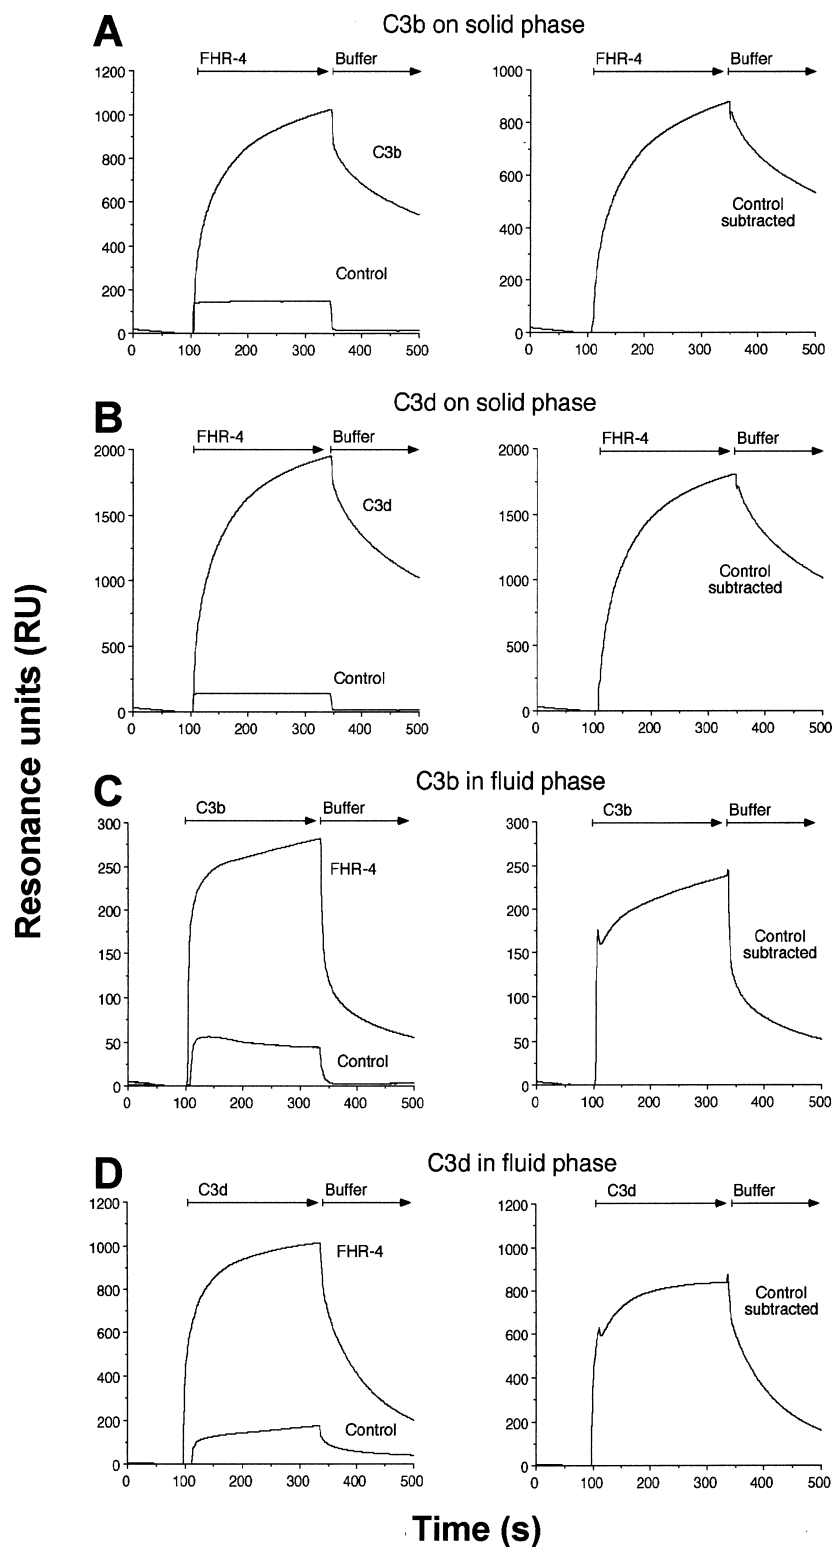 A
C3b on solid phase
FHR-4 Buffer
FHR-4 Buffer
1200
1000
800
600
400
200
0
C3b
Control
0 100 200 300 400 500
1000
800
600
400
200
0
Control
subtracted
0 100 200 300 400 500
B
C3d on solid phase
FHR-4 Buffer
FHR-4 Buffer
2000
1500
1000
500
0
C3d
Control
0 100 200 300 400 500
2000
1500
1000
500
0
Control
subtracted
0 100 200 300 400 500
Resonance units (RU)
C
C3b in fluid phase
C3b Buffer
C3b Buffer
300
250
200
150
100
50
0
FHR-4
Control
0 100 200 300 400 500
300
250
200
150
100
50
0
Control
subtracted
0 100 200 300 400 500
D
C3d in fluid phase
C3d Buffer
C3d Buffer
1200
1000
800
600
400
200
0
FHR-4
Control
0 100 200 300 400 500
1200
1000
800
600
400
200
0
Control
subtracted
0 100 200 300 400 500
Time (s)